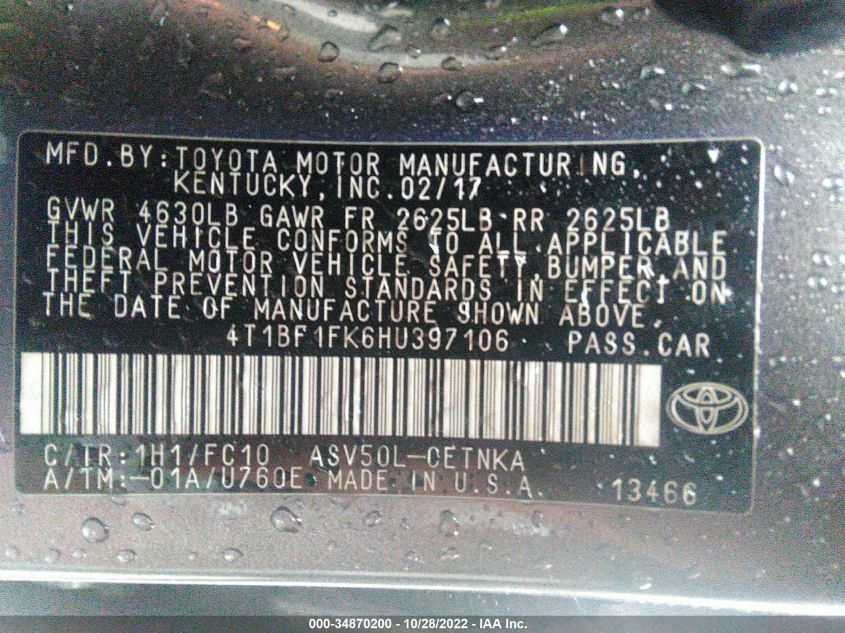 MFD.BY:TOYOTA MOTOR MANUFACTURING,
KENTUCKY,INC.02/17
GVWR 4630LB GAWR FR 2625LB RR 2625LB
THIS VEHICLE CONFORMS TO ALL APPLICABLE
FEDERAL MOTOR VEHICLE SAFETY,BUMPER,AND
THEFT PREVENTION STANDARDS IN EFFECT ON
THE DATE OF MANUFACTURE SHOWN ABOVE.
4T1BF1FK6HU397106 PASS.CAR
C/TR:1H1/FC10 ASV50L-CETNKA
A/TM:-01A/U760E MADE IN U.S.A. 13466
000-34870200 - 10/28/2022 - IAA Inc.